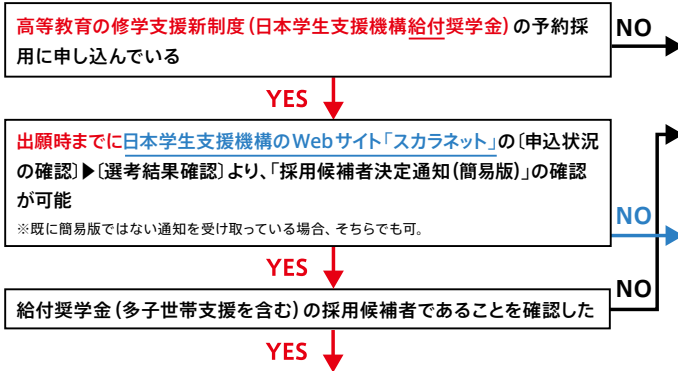 高等教育の修学支援新制度(日本学生支援機構給付奨学金)の予約採
用に申し込んでいる
NO
YES
出願時までに日本学生支援機構のWebサイト「スカラネット」の〔申込状況
の確認〕▶〔選考結果確認〕より、「採用候補者決定通知(簡易版)」の確認
が可能
※既に簡易版ではない通知を受け取っている場合、そちらでも可。
NO
YES
給付奨学金(多子世帯支援を含む)の採用候補者であることを確認した
NO
YES